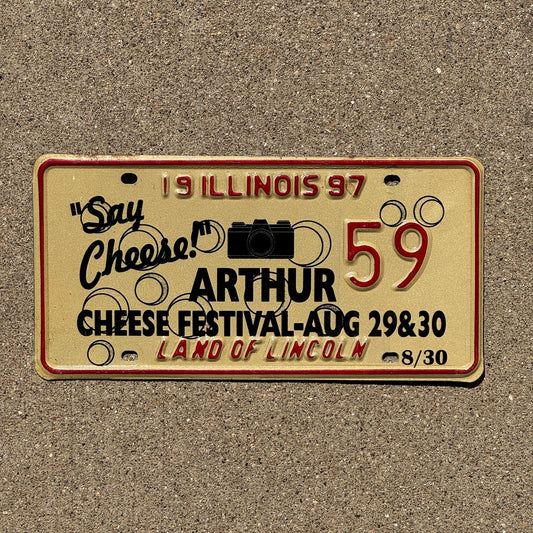 19 ILLINOIS 97
"Say
Cheese!"
59
ARTHUR
CHEESE FESTIVAL-AUG 29&30
LAND OF LINCOLN
8/30